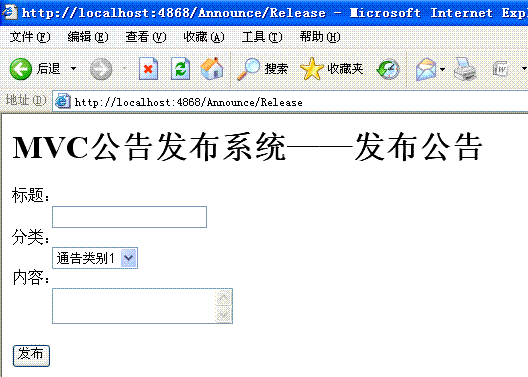 http://localhost:4868/Announce/Release - Microsoft Internet Exp
文件(F) 编辑(E) 查看(V) 收藏(A) 工具(T) 帮助(H)
后退 搜索 收藏夹
地址(D) http://localhost:4868/Announce/Release
MVC公告发布系统——发布公告
标题:
分类:
通告类别1
内容:
发布